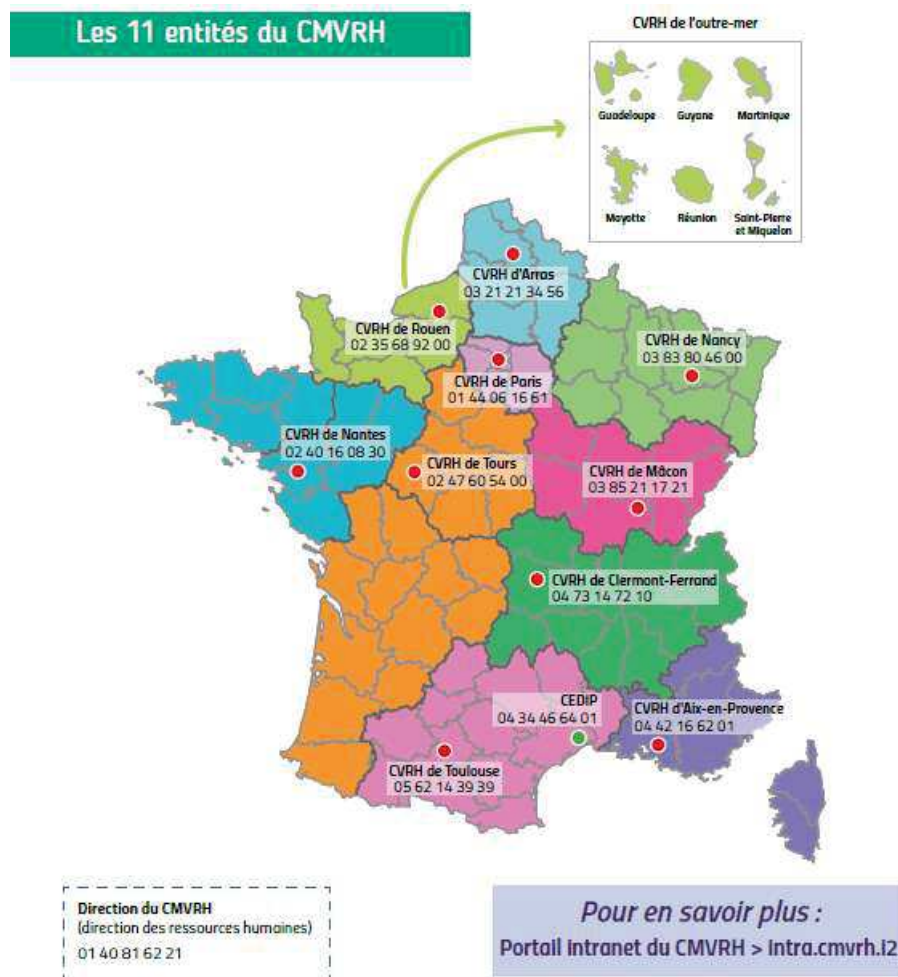 Les 11 entités du CMVRH
CVRH de l'outre-mer
Guadeloupe
Guyane
Martinique
Mayotte
Réunion
Saint-Pierre
et Miquelon
CVRH d'Arras
03 21 21 34 56
CVRH de Rouen
02 35 68 92 00
CVRH de Nancy
03 83 80 46 00
CVRH de Paris
01 44 06 16 61
CVRH de Nantes
02 40 16 08 30
CVRH de Tours
02 47 60 54 00
CVRH de Mâcon
03 85 21 17 21
CVRH de Clermont-Ferrand
04 73 14 72 10
CEDIP
04 34 46 64 01
CVRH d'Aix-en-Provence
04 42 16 62 01
CVRH de Toulouse
05 62 14 39 39
Direction du CMVRH
(direction des ressources humaines)
01 40 81 62 21
Pour en savoir plus :
Portail intranet du CMVRH > intra.cmvrh.i2